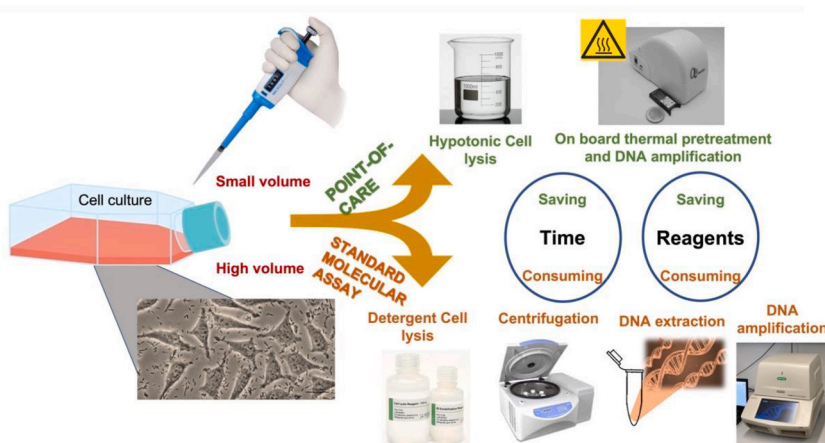 Cell culture
Small volume
High volume
POINT-OF-
CARE
STANDARD
MOLECULAR
ASSAY
Hypotonic Cell
lysis
On board thermal pretreatment
and DNA amplification
Saving
Time
Consuming
Saving
Reagents
Consuming
Detergent Cell
lysis
Centrifugation
DNA extraction
DNA
amplification